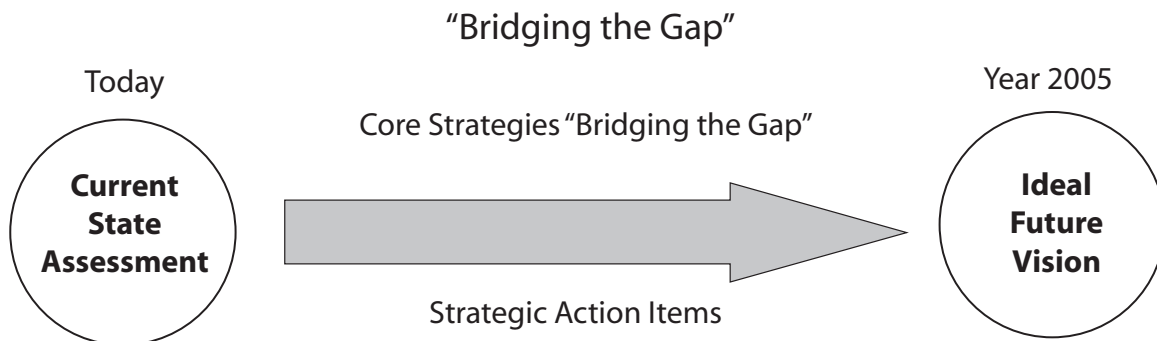 “Bridging the Gap”
Today
Year 2005
Core Strategies “Bridging the Gap”
Current
State
Assessment
Ideal
Future
Vision
Strategic Action Items